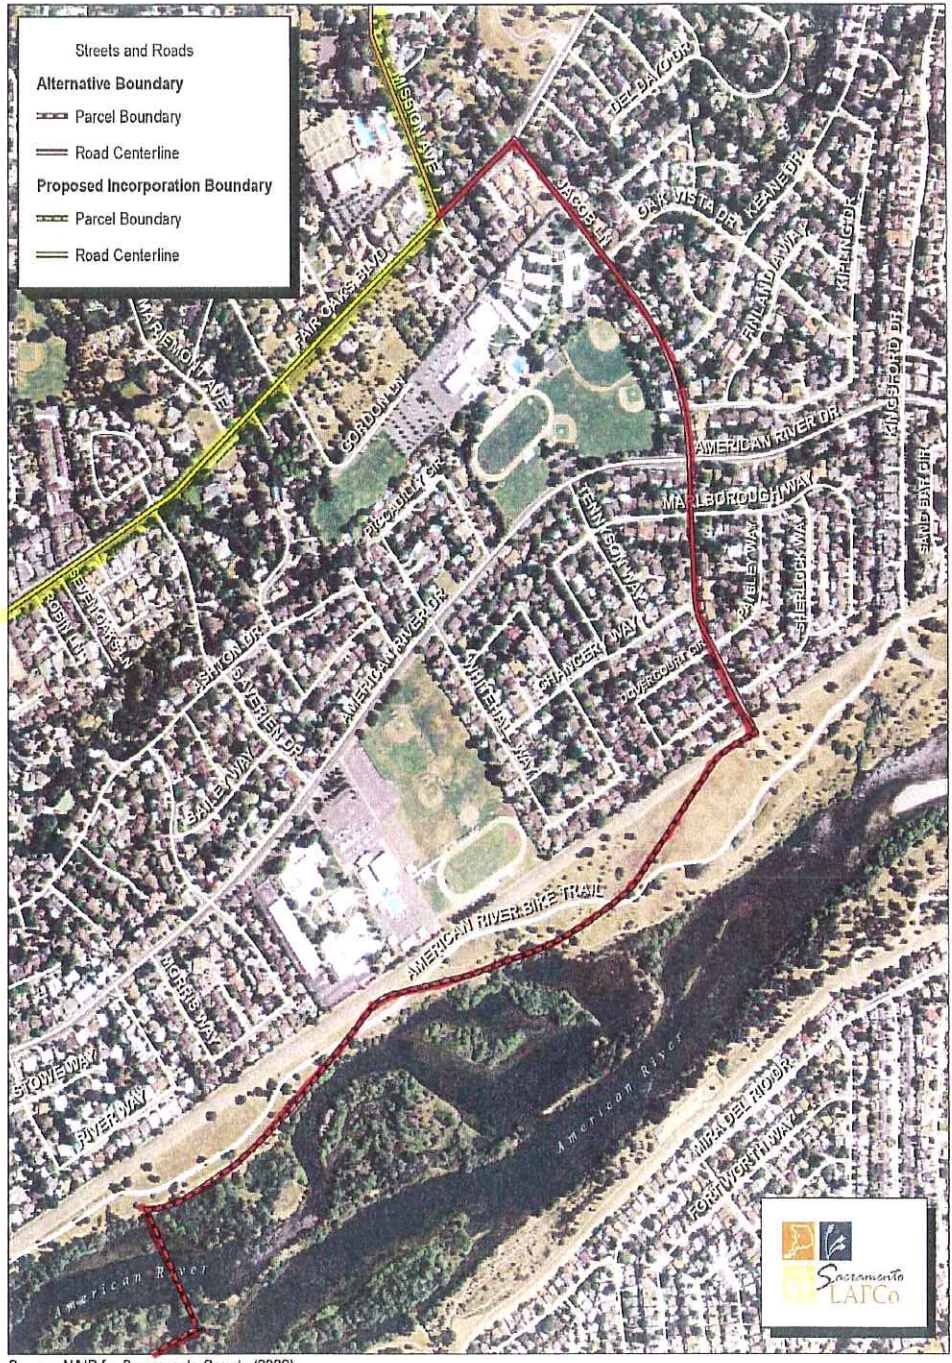 Streets and Roads
Alternative Boundary
Parcel Boundary
Road Centerline
Proposed Incorporation Boundary
Parcel Boundary
Road Centerline
MISSION AVE
DEL DAYO DR
JACOB LN
OAK VISTA DR
KEANE DR
FINLANDIA WAY
KIRLING DR
KINGSFORD DR
FAIR OAKS BLVD
MARIEMONT AVE
GORDON LN
AMERICAN RIVER DR
MARLBOROUGH WAY
SAND BAR CIR
PICCADILLY CIR
TENNYSON WAY
SHERLOCK WAY
SEVEN OAKS LN
ROBIN LN
ASHTON DR
SAVERIEN DR
AMERICAN RIVER DR
WHITEHALL WAY
CHANCERY WAY
DOVERCOURT CIR
BAILEY WAY
AMERICAN RIVER BIKE TRAIL
MORRIS WAY
STOWE WAY
RIVER WAY
American River
MIRA DEL RIO DR
FORT WORTH WAY
American River
Sacramento
LAFCo